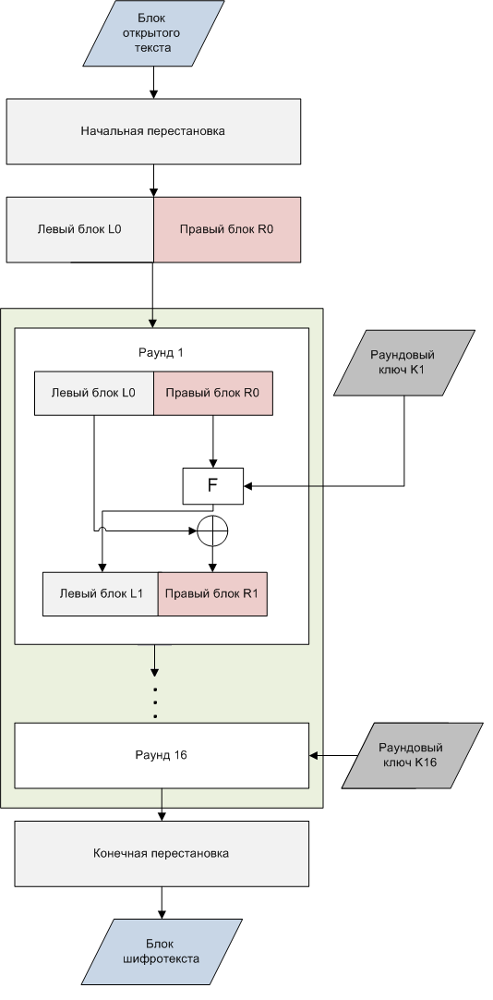 Блок
открытого
текста
Начальная перестановка
Левый блок L0
Правый блок R0
Раунд 1
Раундовый
ключ K1
Левый блок L0
Правый блок R0
F
Левый блок L1
Правый блок R1
Раунд 16
Раундовый
ключ K16
Конечная перестановка
Блок
шифротекста